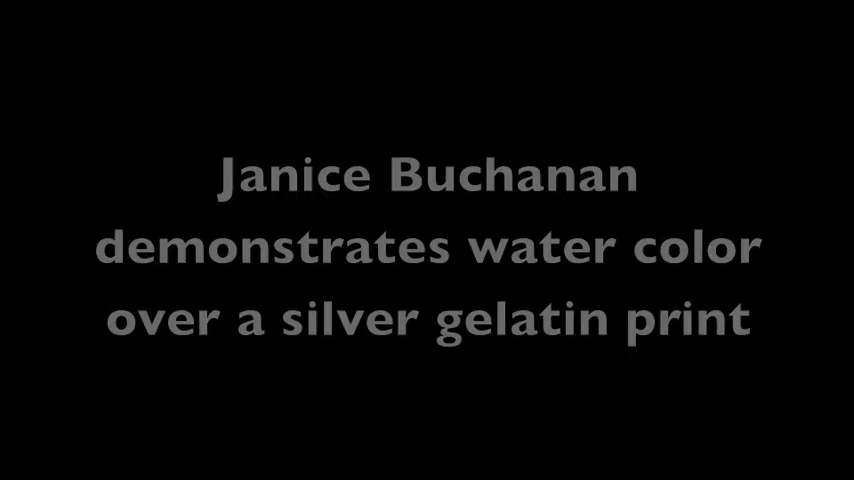 Janice Buchanan
demonstrates water color
over a silver gelatin print